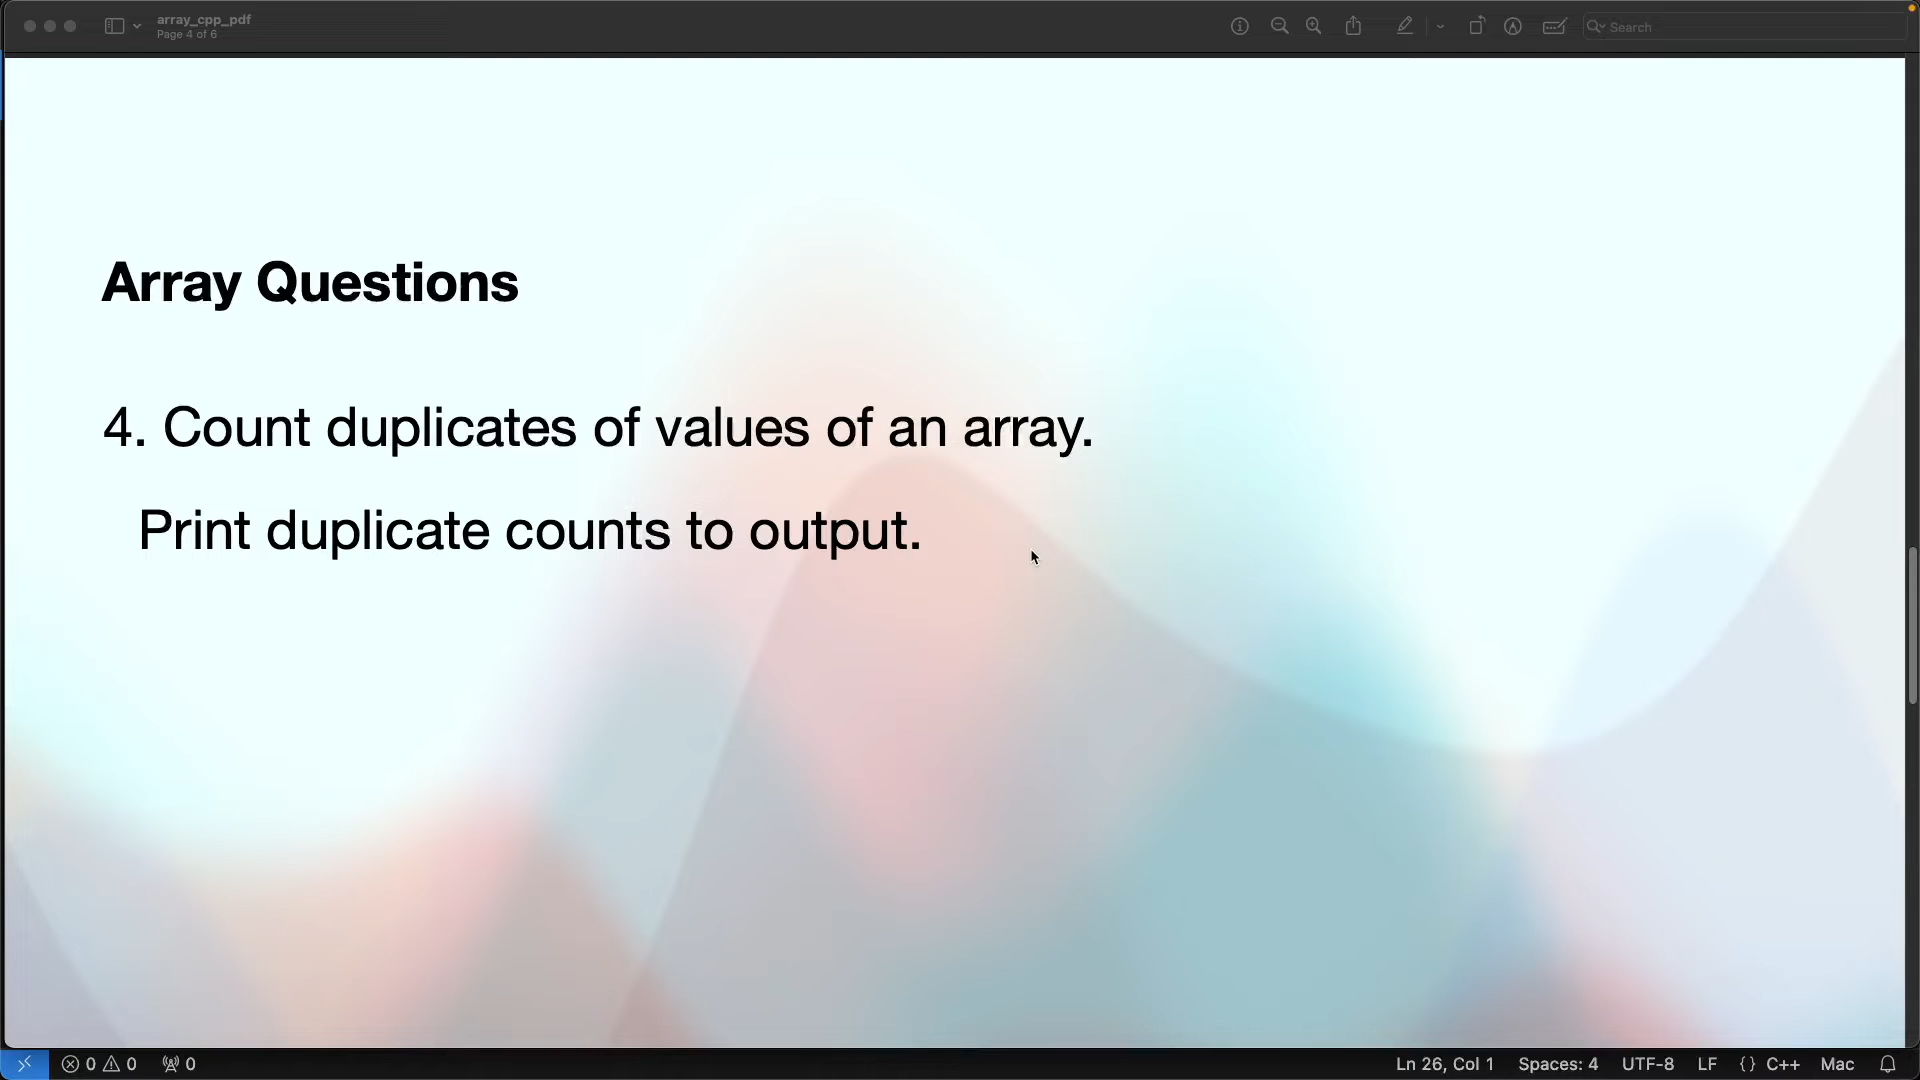 array_cpp_pdf
Page 4 of 6
Search
Array Questions
4. Count duplicates of values of an array.
Print duplicate counts to output.
0 0 0 Ln 26, Col 1 Spaces: 4 UTF-8 LF {} C++ Mac